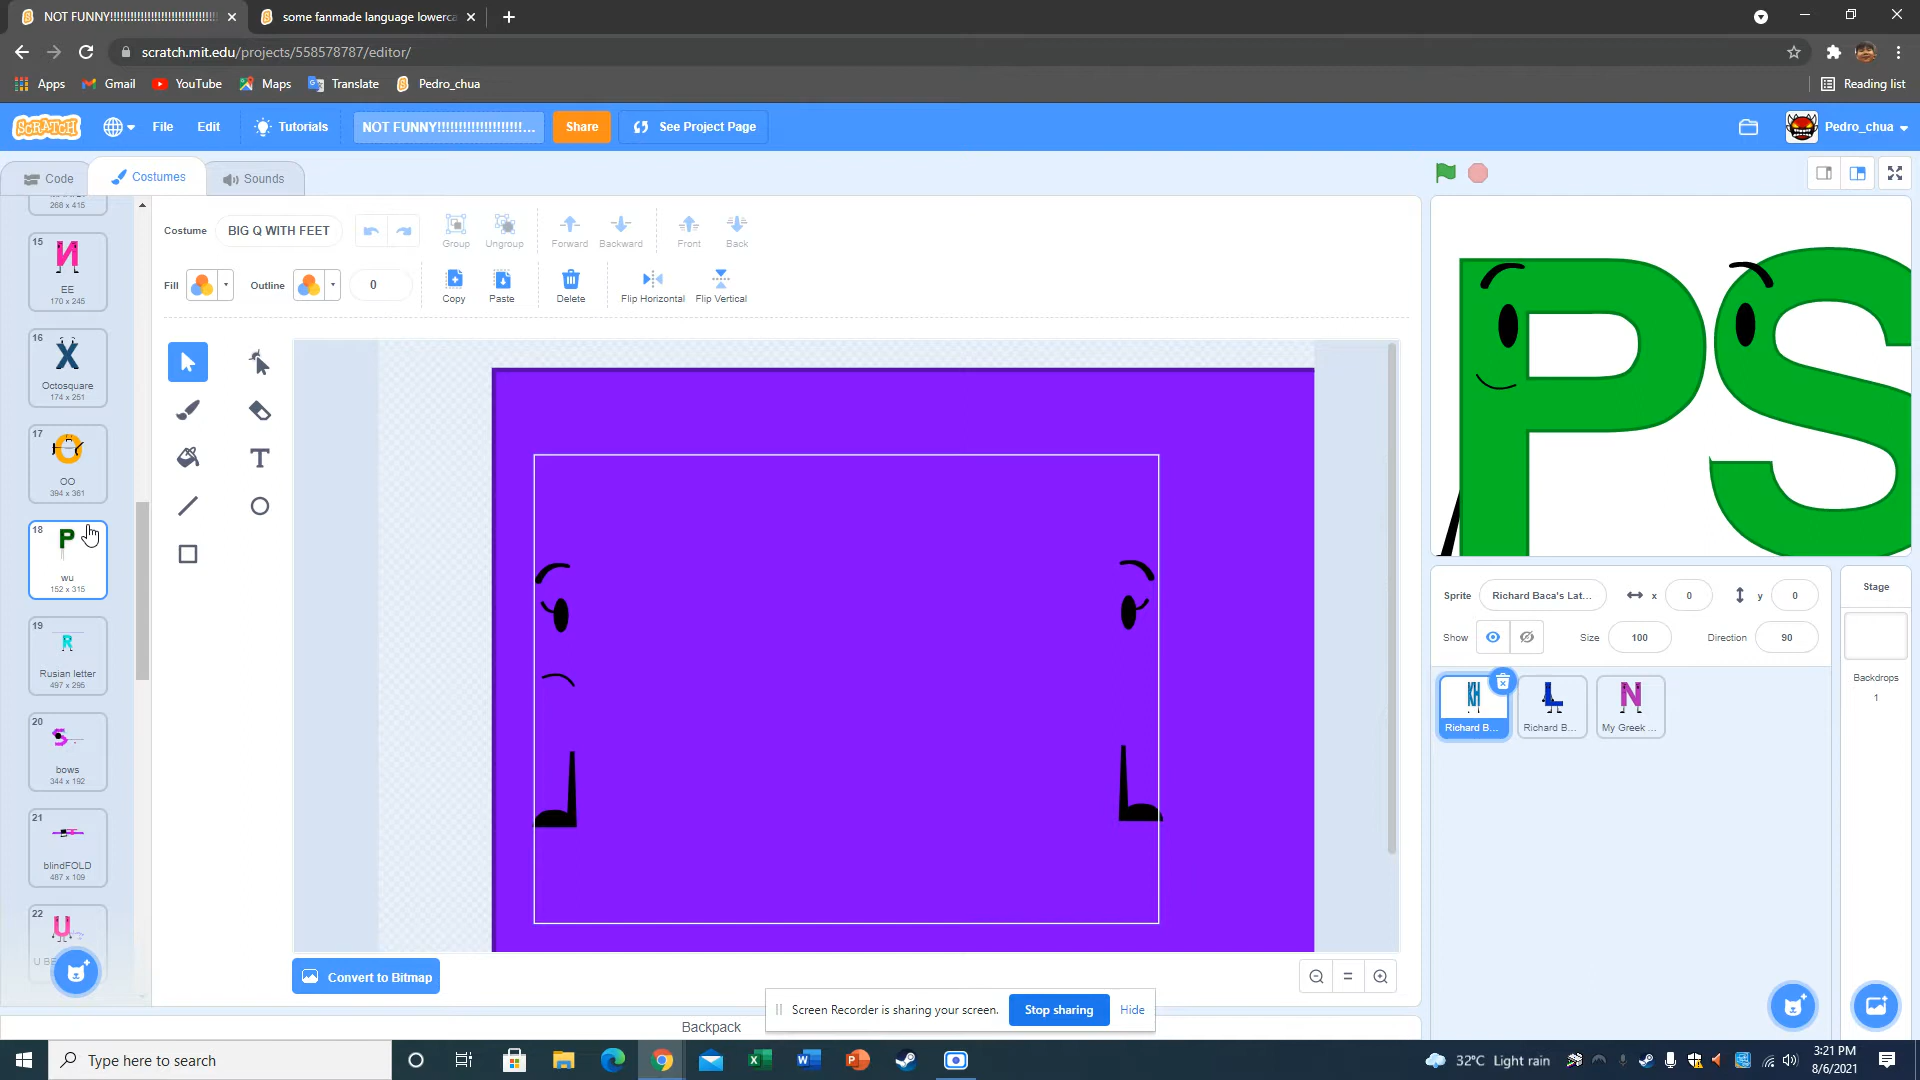 NOT FUNNY!!!!!!!!!!!!!!!!!!!!!!!!!!!!!!
some fanmade language lowerca
scratch.mit.edu/projects/558578787/editor/
Apps
Gmail
YouTube
Maps
Translate
Pedro_chua
Reading list
SCRATCH
File
Edit
Tutorials
NOT FUNNY!!!!!!!!!!!!!!!!!!!!!!...
Share
See Project Page
Pedro_chua
Code
Costumes
Sounds
268 x 415
15
И
EE
170 x 245
16
X
Octosquare
174 x 251
17
O
OO
394 x 361
18
P
wu
152 x 315
19
R
Rusian letter
497 x 295
20
S
bows
344 x 192
21
blindFOLD
487 x 109
22
U
U BE
Costume
BIG Q WITH FEET
Group
Ungroup
Forward
Backward
Front
Back
Fill
Outline
0
Copy
Paste
Delete
Flip Horizontal
Flip Vertical
T
Convert to Bitmap
Screen Recorder is sharing your screen.
Stop sharing
Hide
Backpack
PS
Sprite
Richard Baca's Lat...
x
0
y
0
Show
Size
100
Direction
90
Stage
Backdrops
1
KH
Richard B...
L
Richard B...
N
My Greek ...
Type here to search
32°C Light rain
3:21 PM
8/6/2021